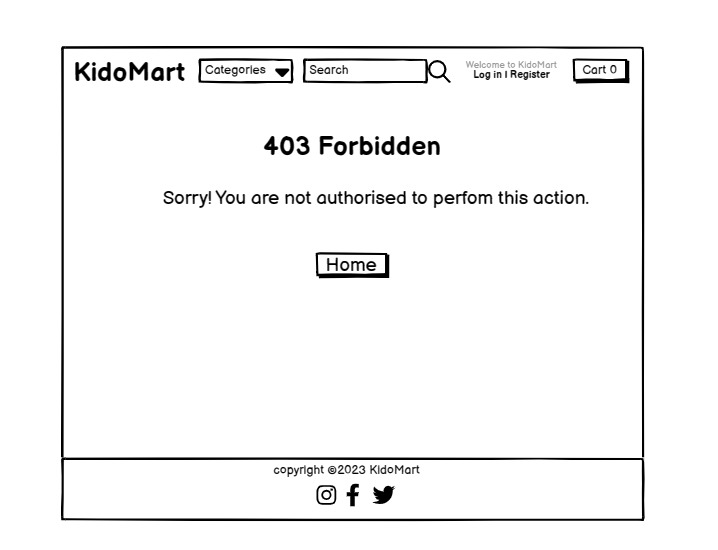 KidoMart Categories Search Welcome to KidoMart Cart 0
Log in | Register
403 Forbidden
Sorry! You are not authorised to perfom this action.
Home
copyright ©2023 KidoMart